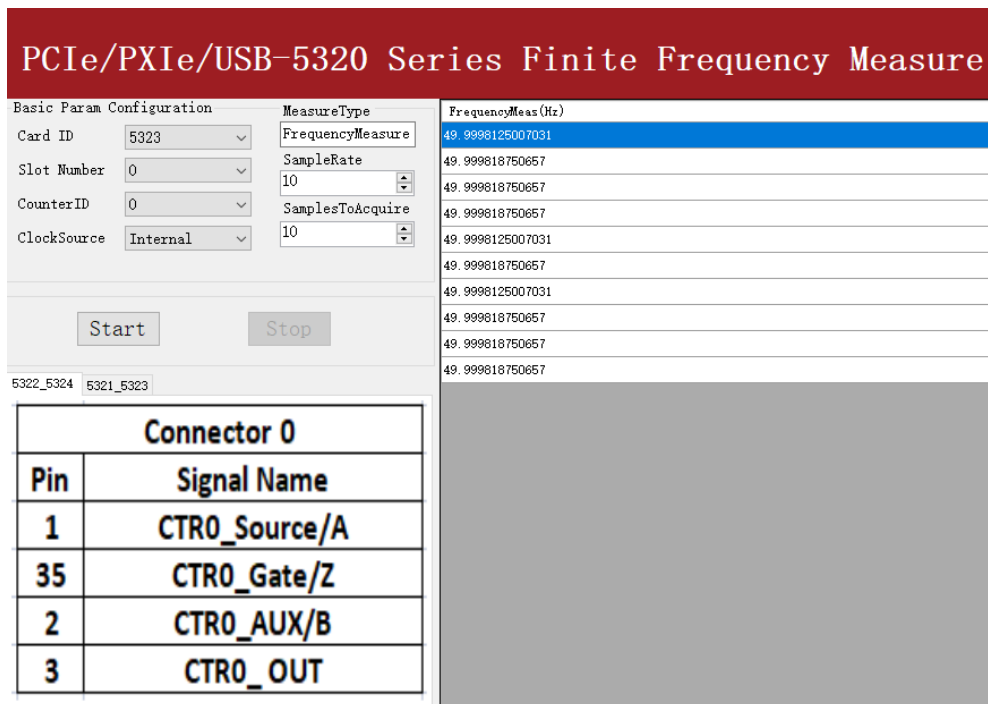 PCIe/PXIe/USB-5320 Series Finite Frequency Measure
Basic Param Configuration
Card ID 5323
Slot Number 0
CounterID 0
ClockSource Internal
MeasureType
FrequencyMeasure
SampleRate
10
SamplesToAcquire
10
Start Stop
5322_5324 5321_5323
Connector 0
Pin Signal Name
1 CTR0_Source/A
35 CTR0_Gate/Z
2 CTR0_AUX/B
3 CTR0_ OUT
FrequencyMeas(Hz)
49.9998125007031
49.999818750657
49.999818750657
49.999818750657
49.9998125007031
49.999818750657
49.9998125007031
49.999818750657
49.999818750657
49.999818750657